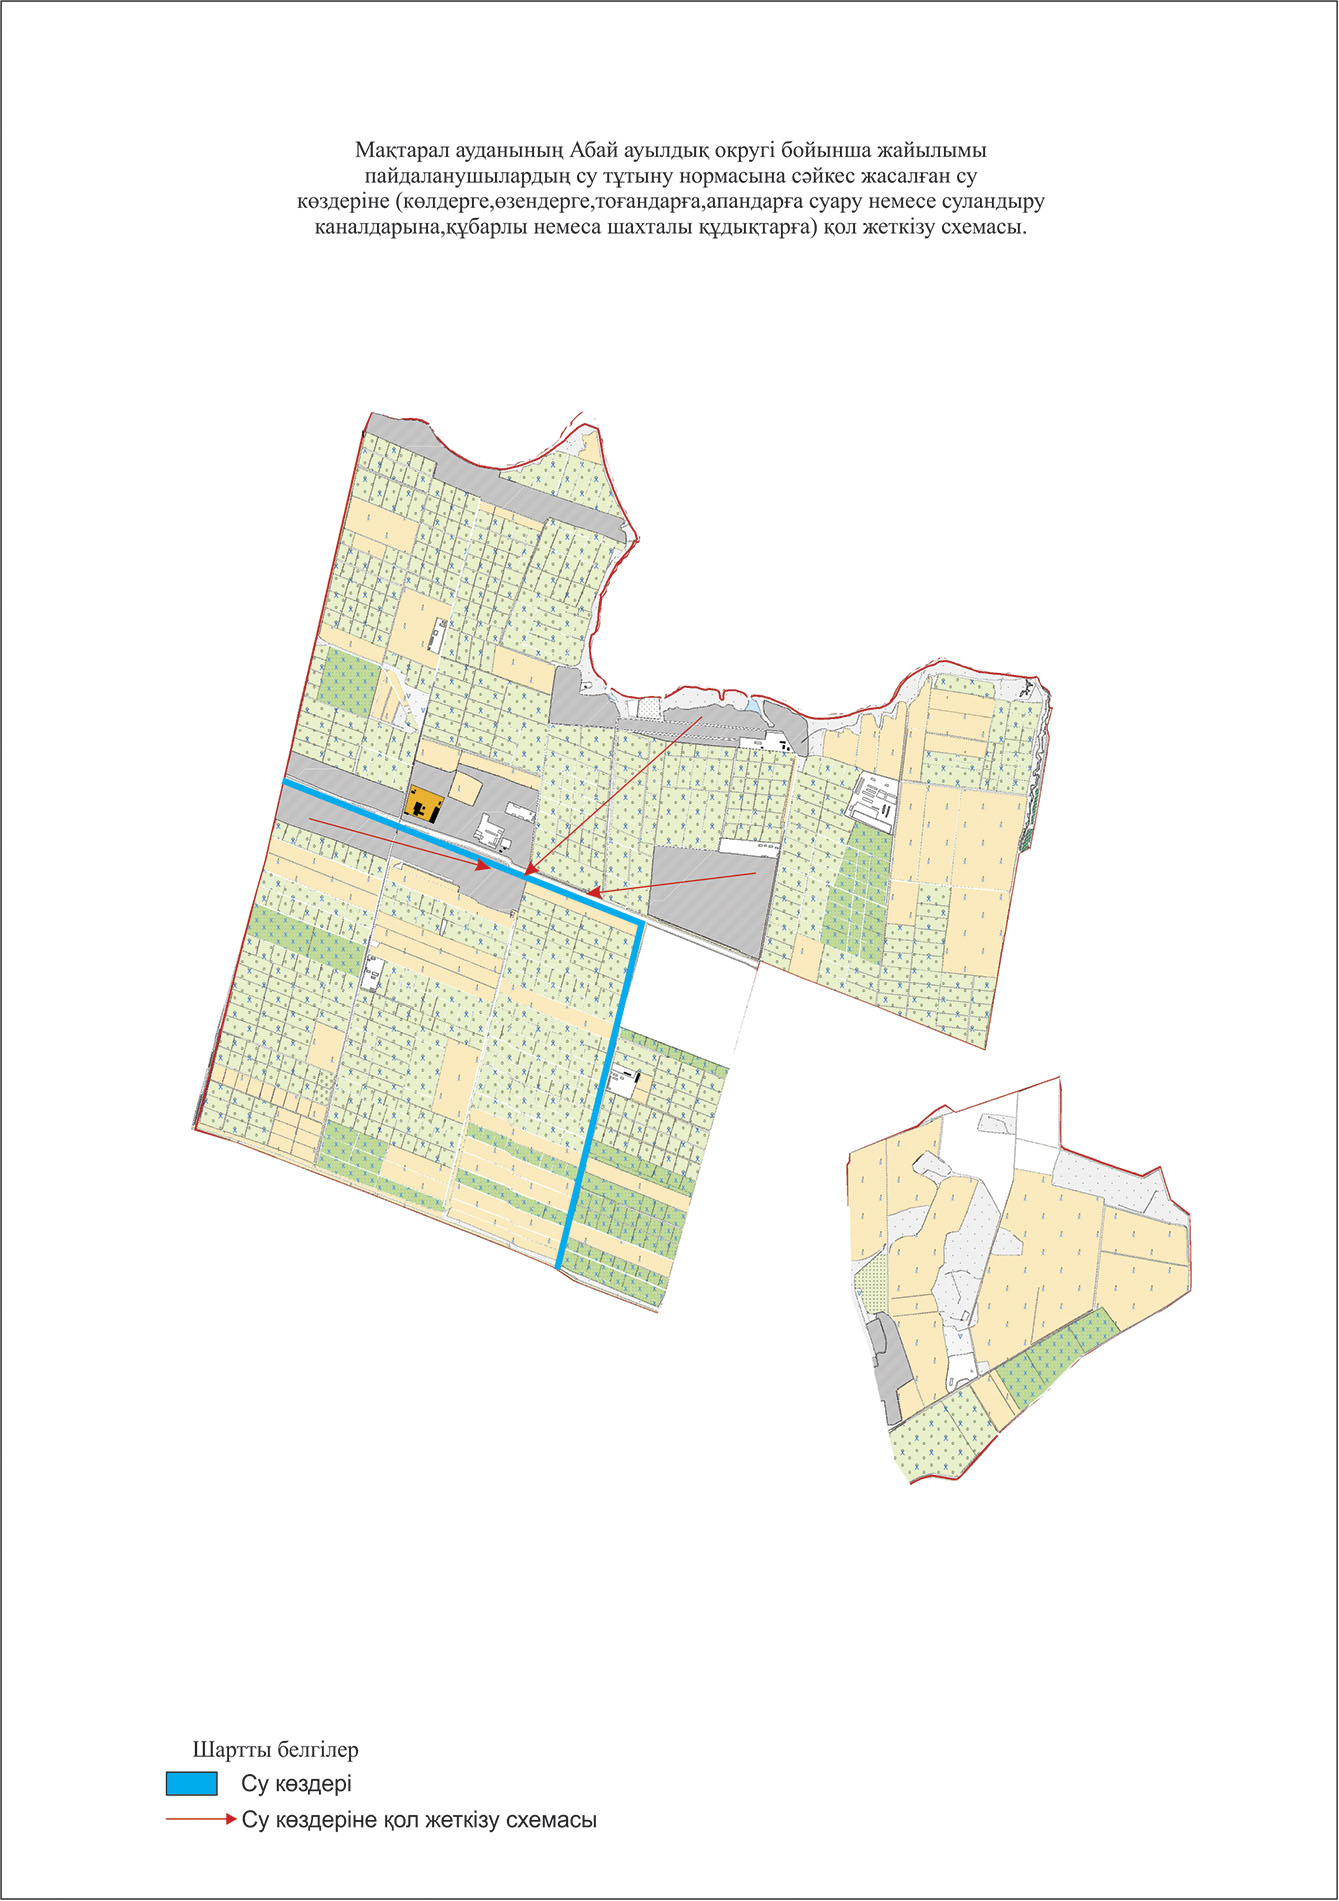 Мақтарал ауданының Абай ауылдық округі бойынша жайылымы
пайдаланушылардың су тұтыну нормасына сәйкес жасалған су
көздеріне (көлдерге,өзендерге,тоғандарға,апандарға суару немесе суландыру
каналдарына,құбарлы немеса шахталы құдықтарға) қол жеткізу схемасы.
Шартты белгілер
Су көздері
Су көздеріне қол жеткізу схемасы